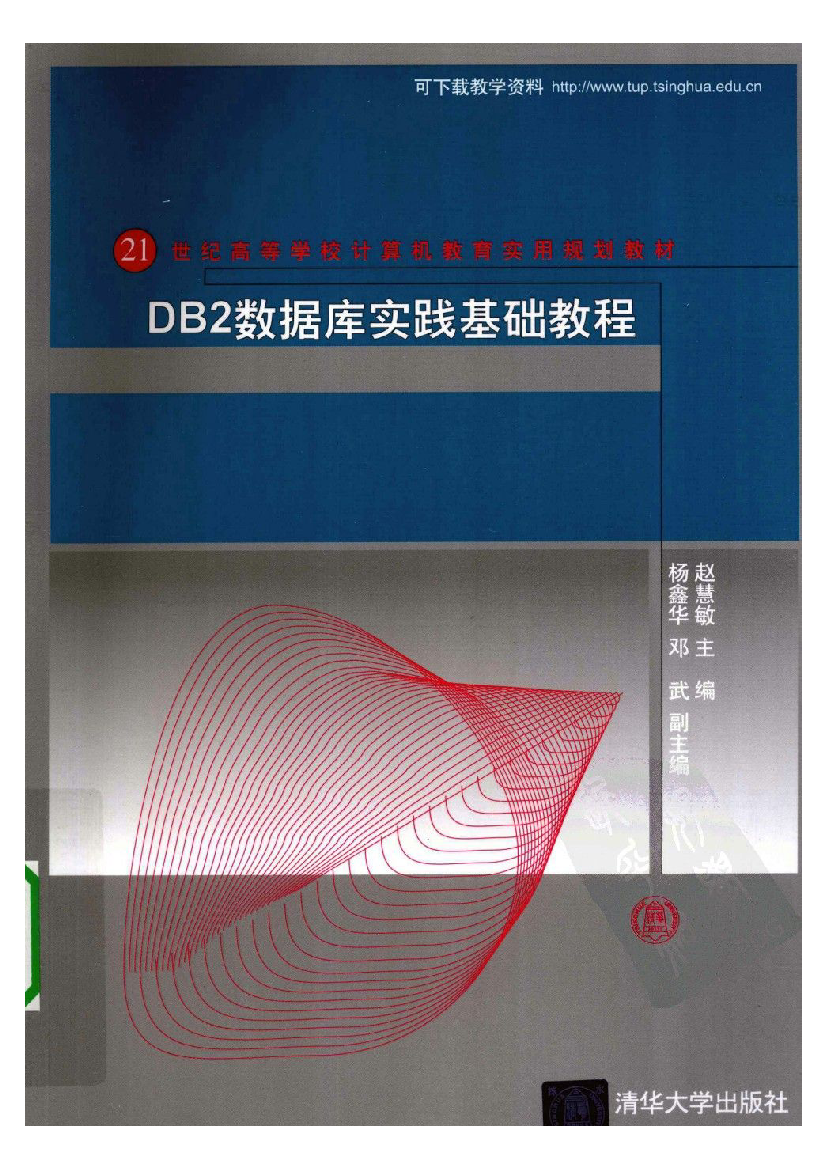 可下载教学资料 http://www.tup.tsinghua.edu.cn
21世纪高等学校计算机教育实用规划教材
DB2数据库实践基础教程
赵慧敏 主 编
杨鑫华 邓 武 副主编
清华大学出版社